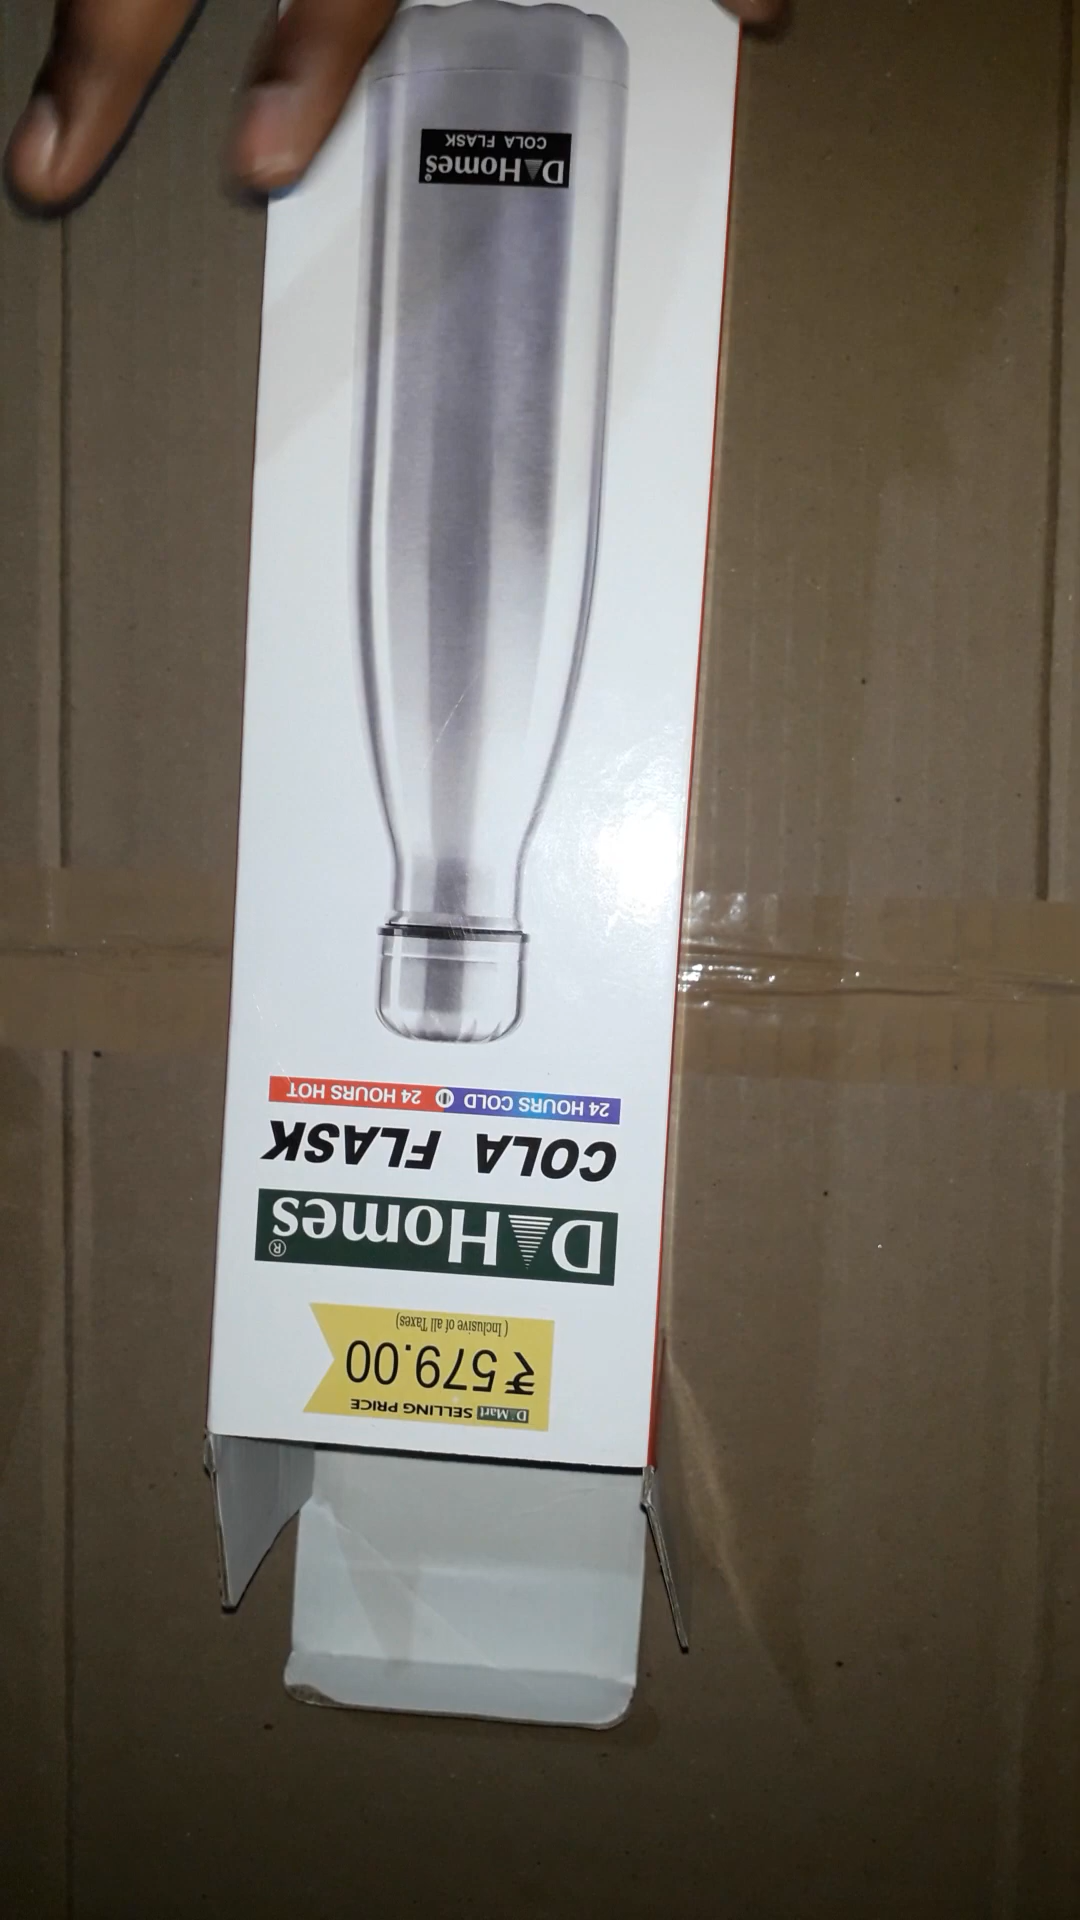 D Mart SELLING PRICE
₹579.00
( Inclusive of all Taxes)
D Homes®
COLA FLASK
24 HOURS COLD 24 HOURS HOT
D Homes®
COLA FLASK